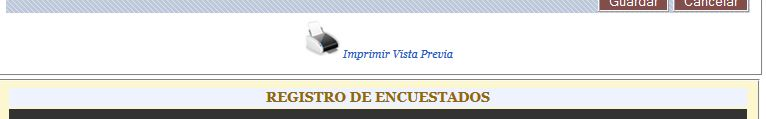 Guardar Cancelar
Imprimir Vista Previa
REGISTRO DE ENCUESTADOS